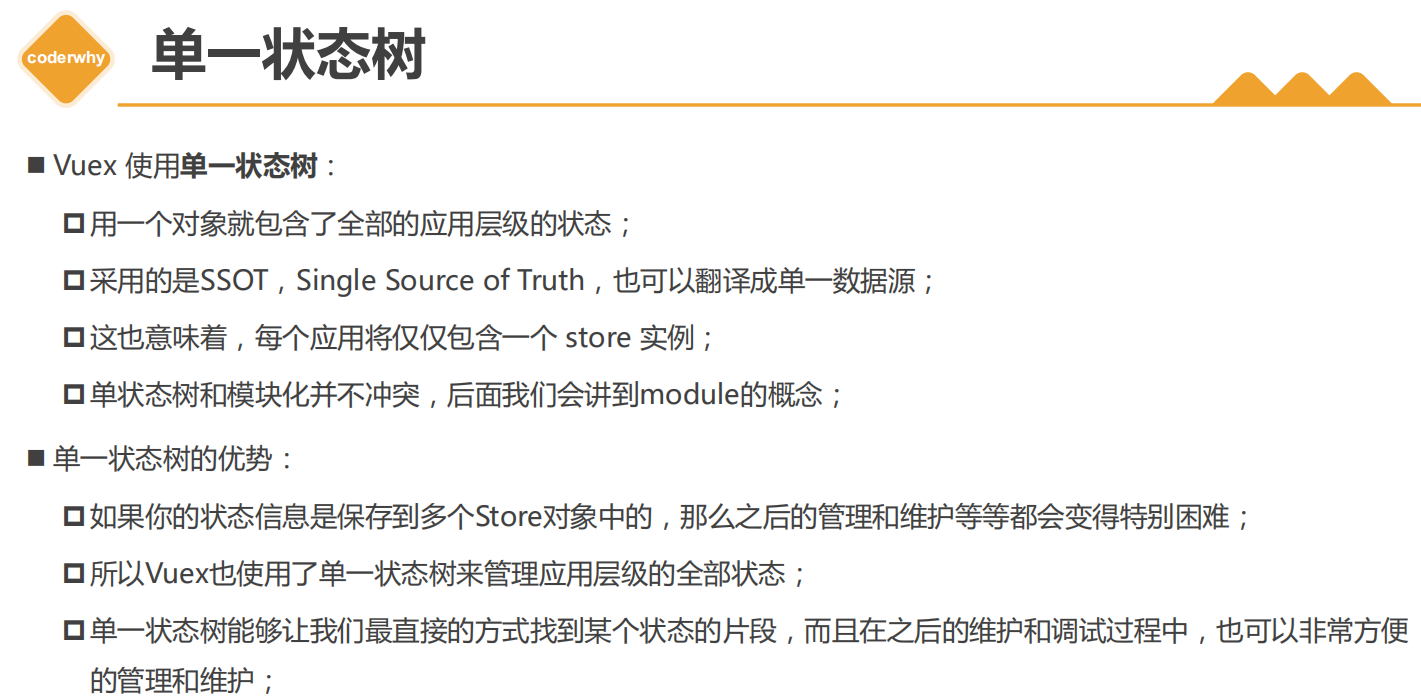 coderwhy
单一状态树
Vuex 使用单一状态树：
用一个对象就包含了全部的应用层级的状态；
采用的是SSOT，Single Source of Truth，也可以翻译成单一数据源；
这也意味着，每个应用将仅仅包含一个 store 实例；
单状态树和模块化并不冲突，后面我们会讲到module的概念；
单一状态树的优势：
如果你的状态信息是保存到多个Store对象中的，那么之后的管理和维护等等都会变得特别困难；
所以Vuex也使用了单一状态树来管理应用层级的全部状态；
单一状态树能够让我们最直接的方式找到某个状态的片段，而且在之后的维护和调试过程中，也可以非常方便
的管理和维护；